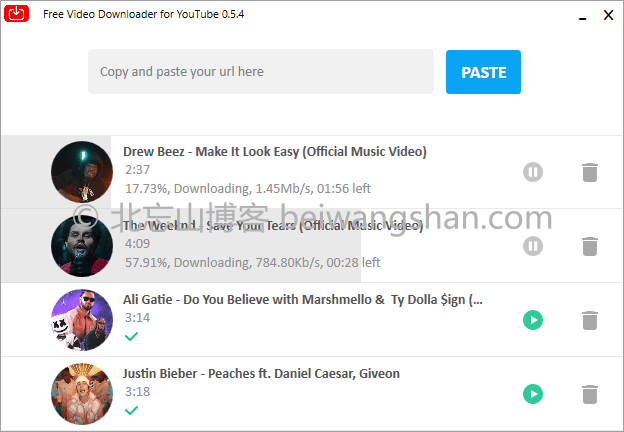 Free Video Downloader for YouTube 0.5.4
Copy and paste your url here
PASTE
Drew Beez - Make It Look Easy (Official Music Video)
2:37
17.73%, Downloading, 1.45Mb/s, 01:56 left
© 北忘山博客 beiwangshan.com
The Weeknd - Save Your Tears (Official Music Video)
4:09
57.91%, Downloading, 784.80Kb/s, 00:28 left
Ali Gatie - Do You Believe with Marshmello & Ty Dolla $ign (...
3:14
Justin Bieber - Peaches ft. Daniel Caesar, Giveon
3:18